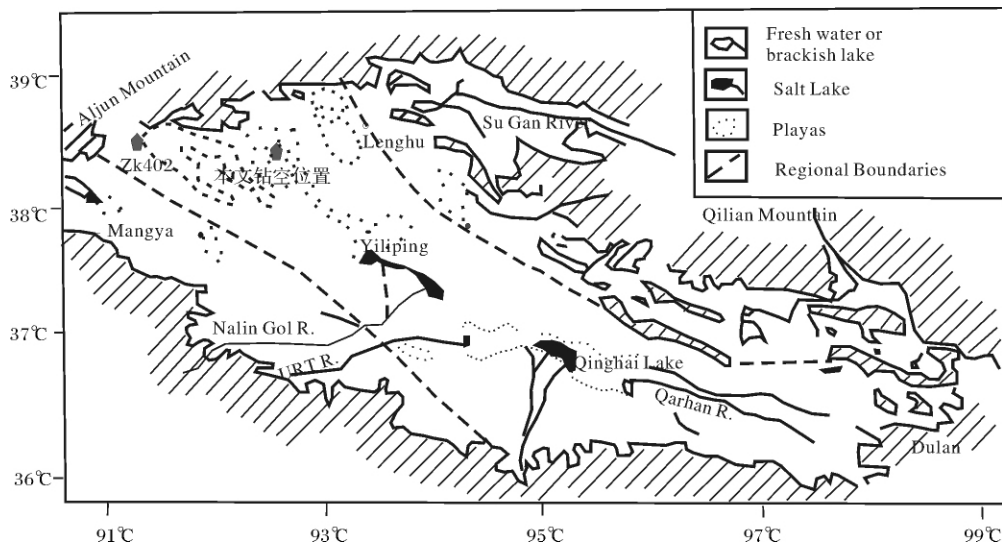 Fresh water or
brackish lake
Salt Lake
Playas
Regional Boundaries
39℃
38℃
37℃
36℃
Aljun Mountain
Zk402
本文钻空位置
Lenghu
Su Gan River
Qilian Mountain
Mangya
Yiliping
Nalin Gol R.
URT R.
Qinghai Lake
Qarhan R.
Dulan
91℃
93℃
95℃
97℃
99℃